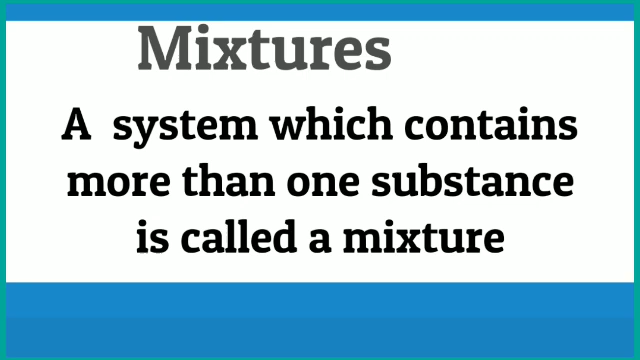 Mixtures
A system which contains
more than one substance
is called a mixture